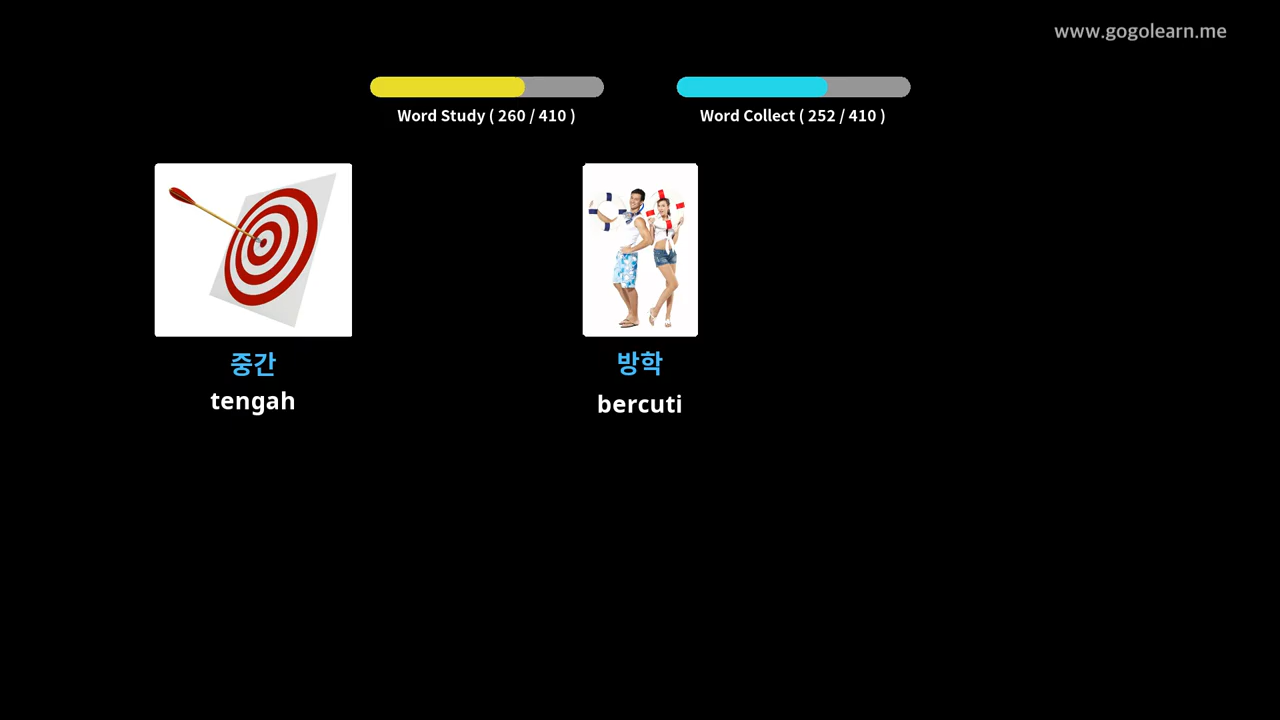 www.gogolearn.me
Word Study ( 260 / 410 )
Word Collect ( 252 / 410 )
중간
tengah
방학
bercuti